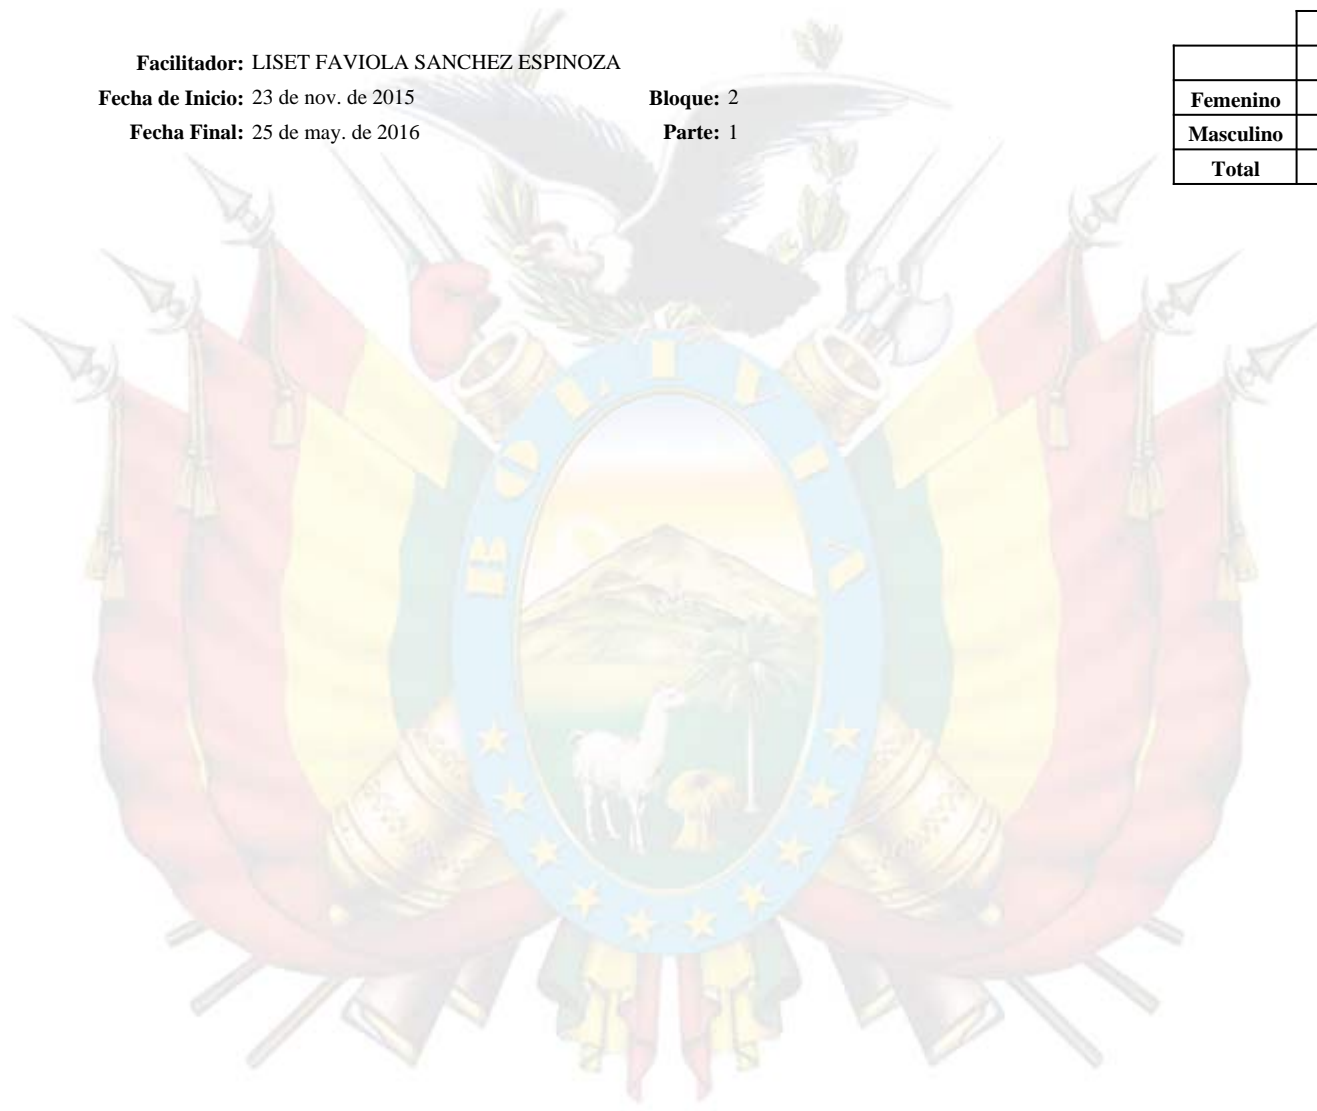 Facilitador: LISET FAVIOLA SANCHEZ ESPINOZA
Fecha de Inicio: 23 de nov. de 2015 Bloque: 2
Fecha Final: 25 de may. de 2016 Parte: 1
Femenino
Masculino
Total
BOLIVIA